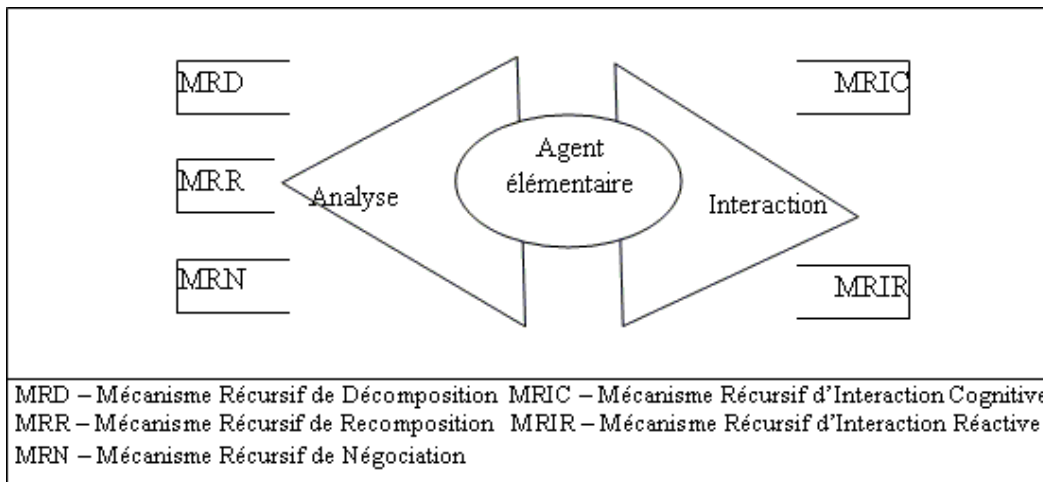 MRD
MRIC
Agent
élémentaire
MRR
Analyse
Interaction
MRN
MRIR
MRD – Mécanisme Récursif de Décomposition MRIC – Mécanisme Récursif d'Interaction Cognitive
MRR – Mécanisme Récursif de Recomposition MRIR – Mécanisme Récursif d'Interaction Réactive
MRN – Mécanisme Récursif de Négociation